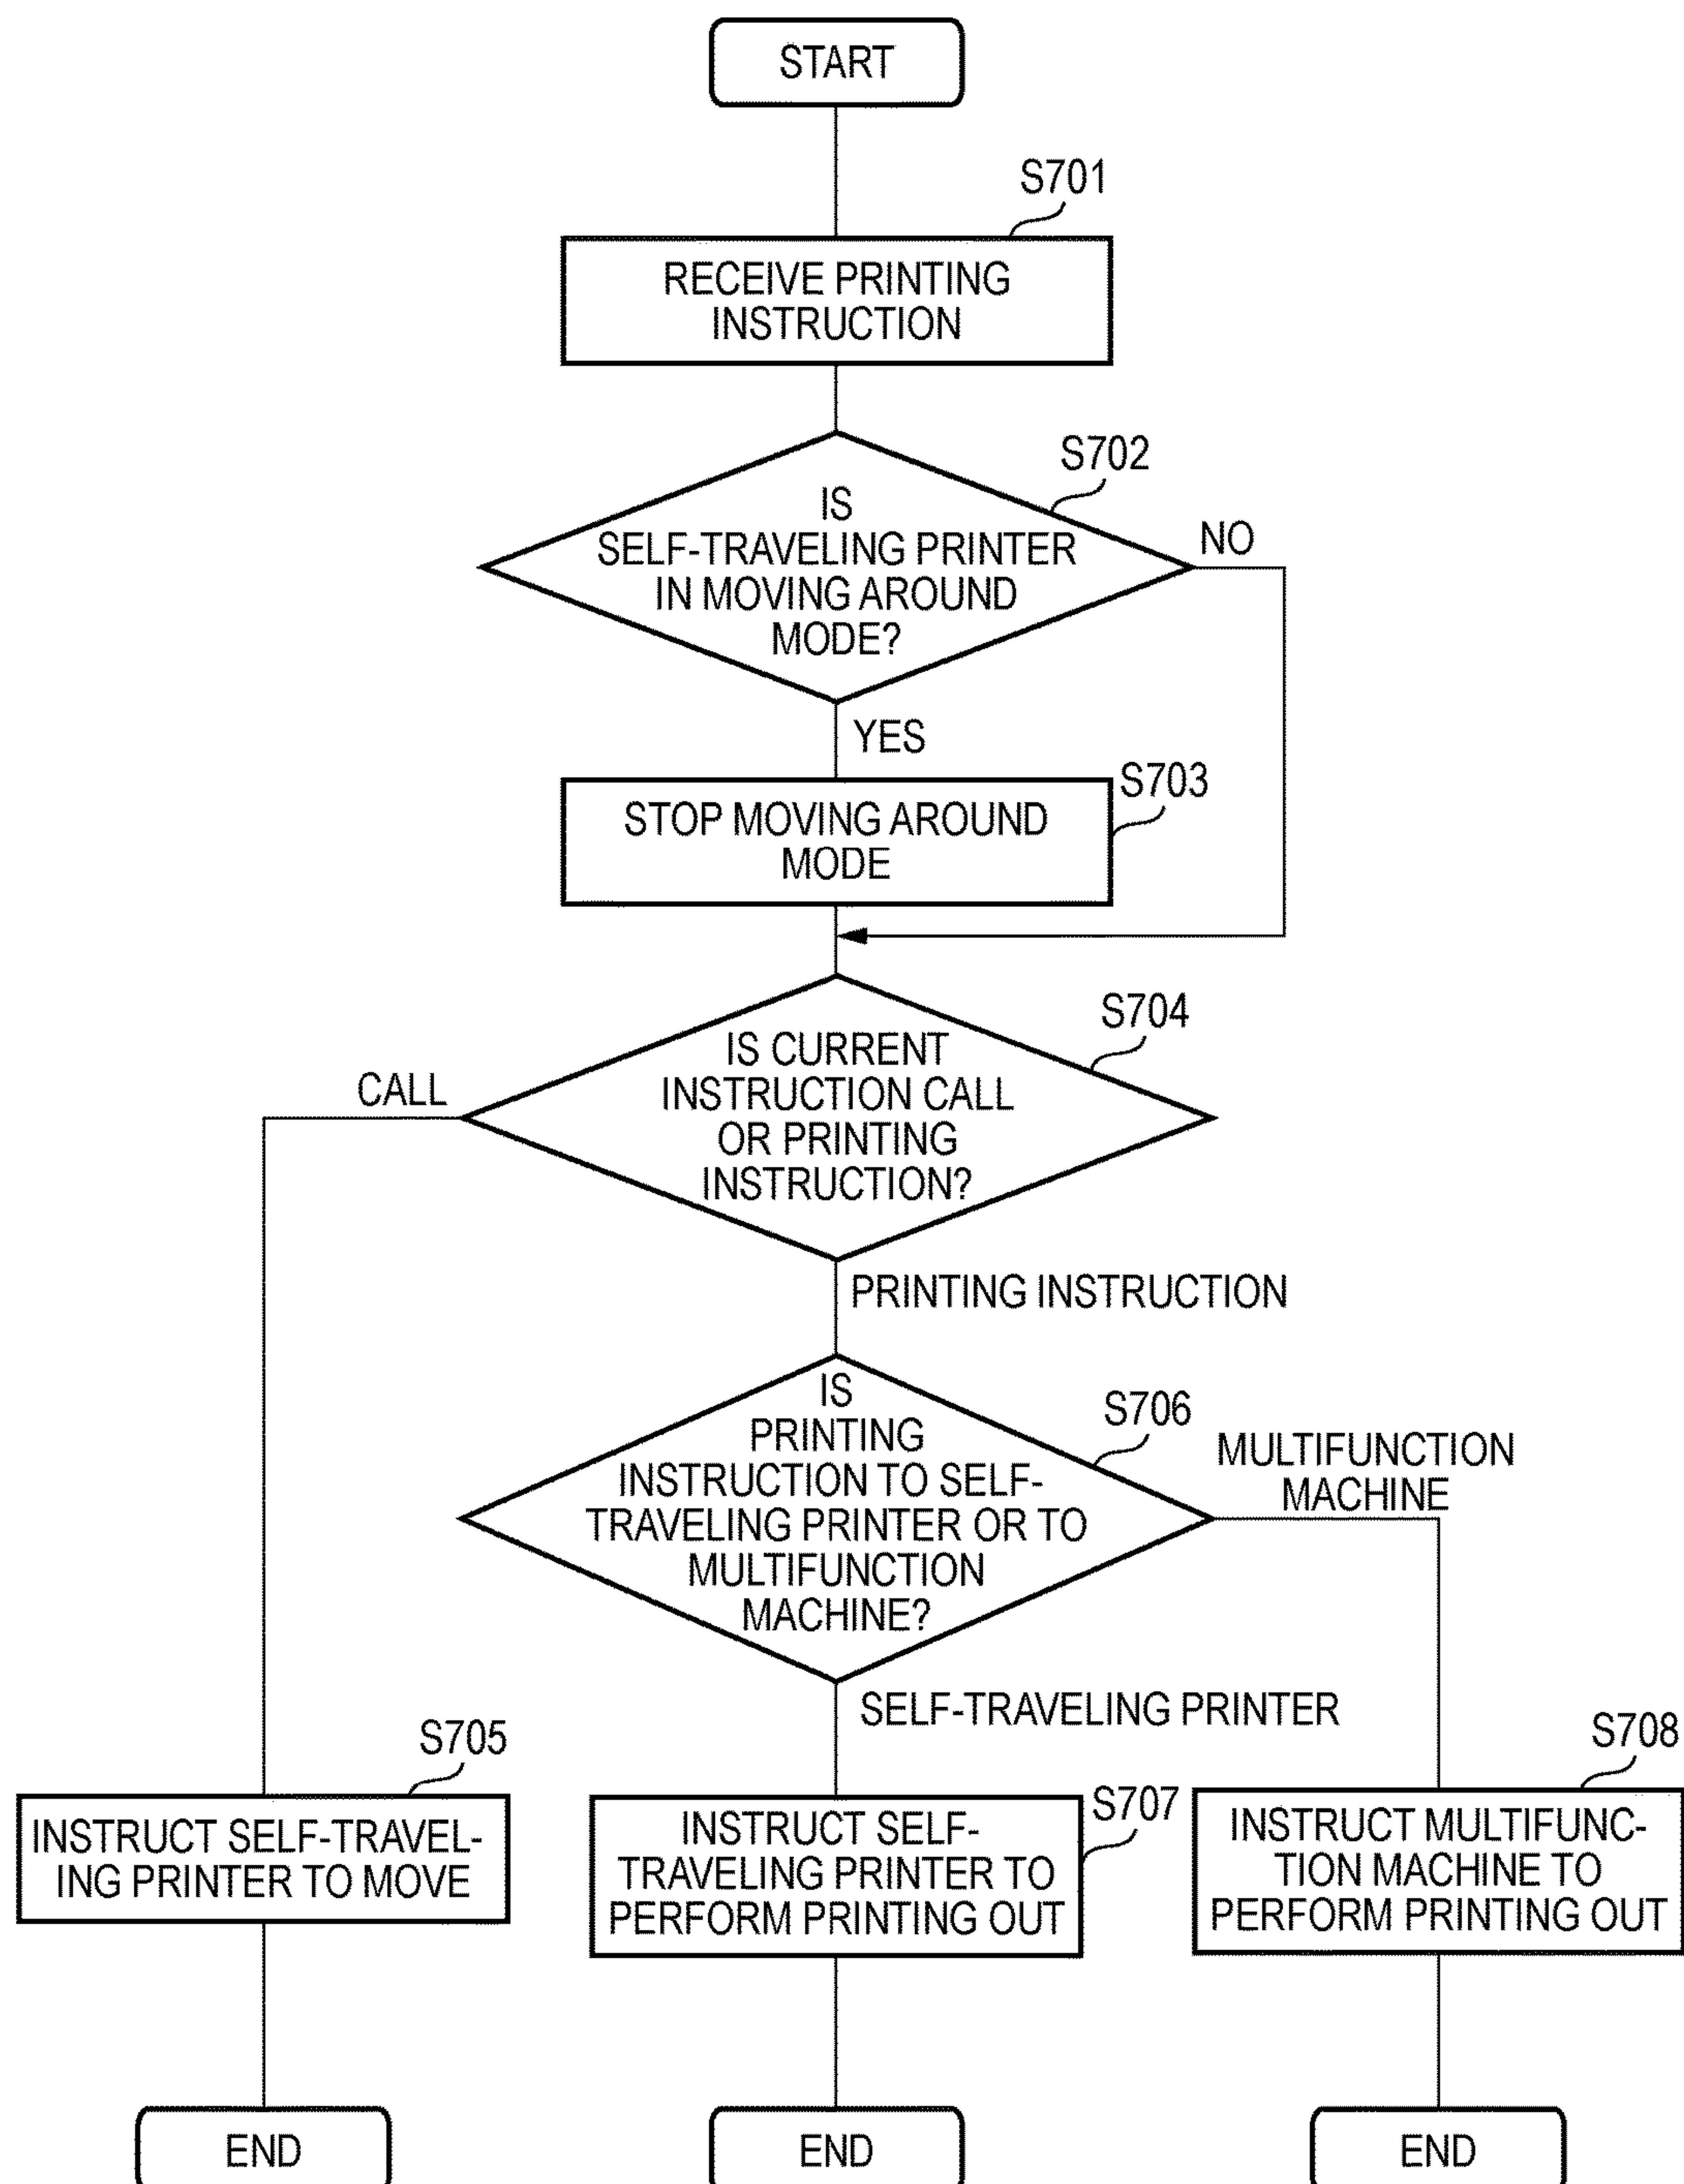 START
S701
RECEIVE PRINTING
INSTRUCTION
S702
IS
SELF-TRAVELING PRINTER
IN MOVING AROUND
MODE?
NO
YES
S703
STOP MOVING AROUND
MODE
S704
IS CURRENT
INSTRUCTION CALL
OR PRINTING
INSTRUCTION?
CALL
PRINTING INSTRUCTION
S706
IS
PRINTING
INSTRUCTION TO SELF-
TRAVELING PRINTER OR TO
MULTIFUNCTION
MACHINE?
MULTIFUNCTION
MACHINE
SELF-TRAVELING PRINTER
S705
INSTRUCT SELF-TRAVEL-
ING PRINTER TO MOVE
S707
INSTRUCT SELF-
TRAVELING PRINTER TO
PERFORM PRINTING OUT
S708
INSTRUCT MULTIFUNC-
TION MACHINE TO
PERFORM PRINTING OUT
END
END
END